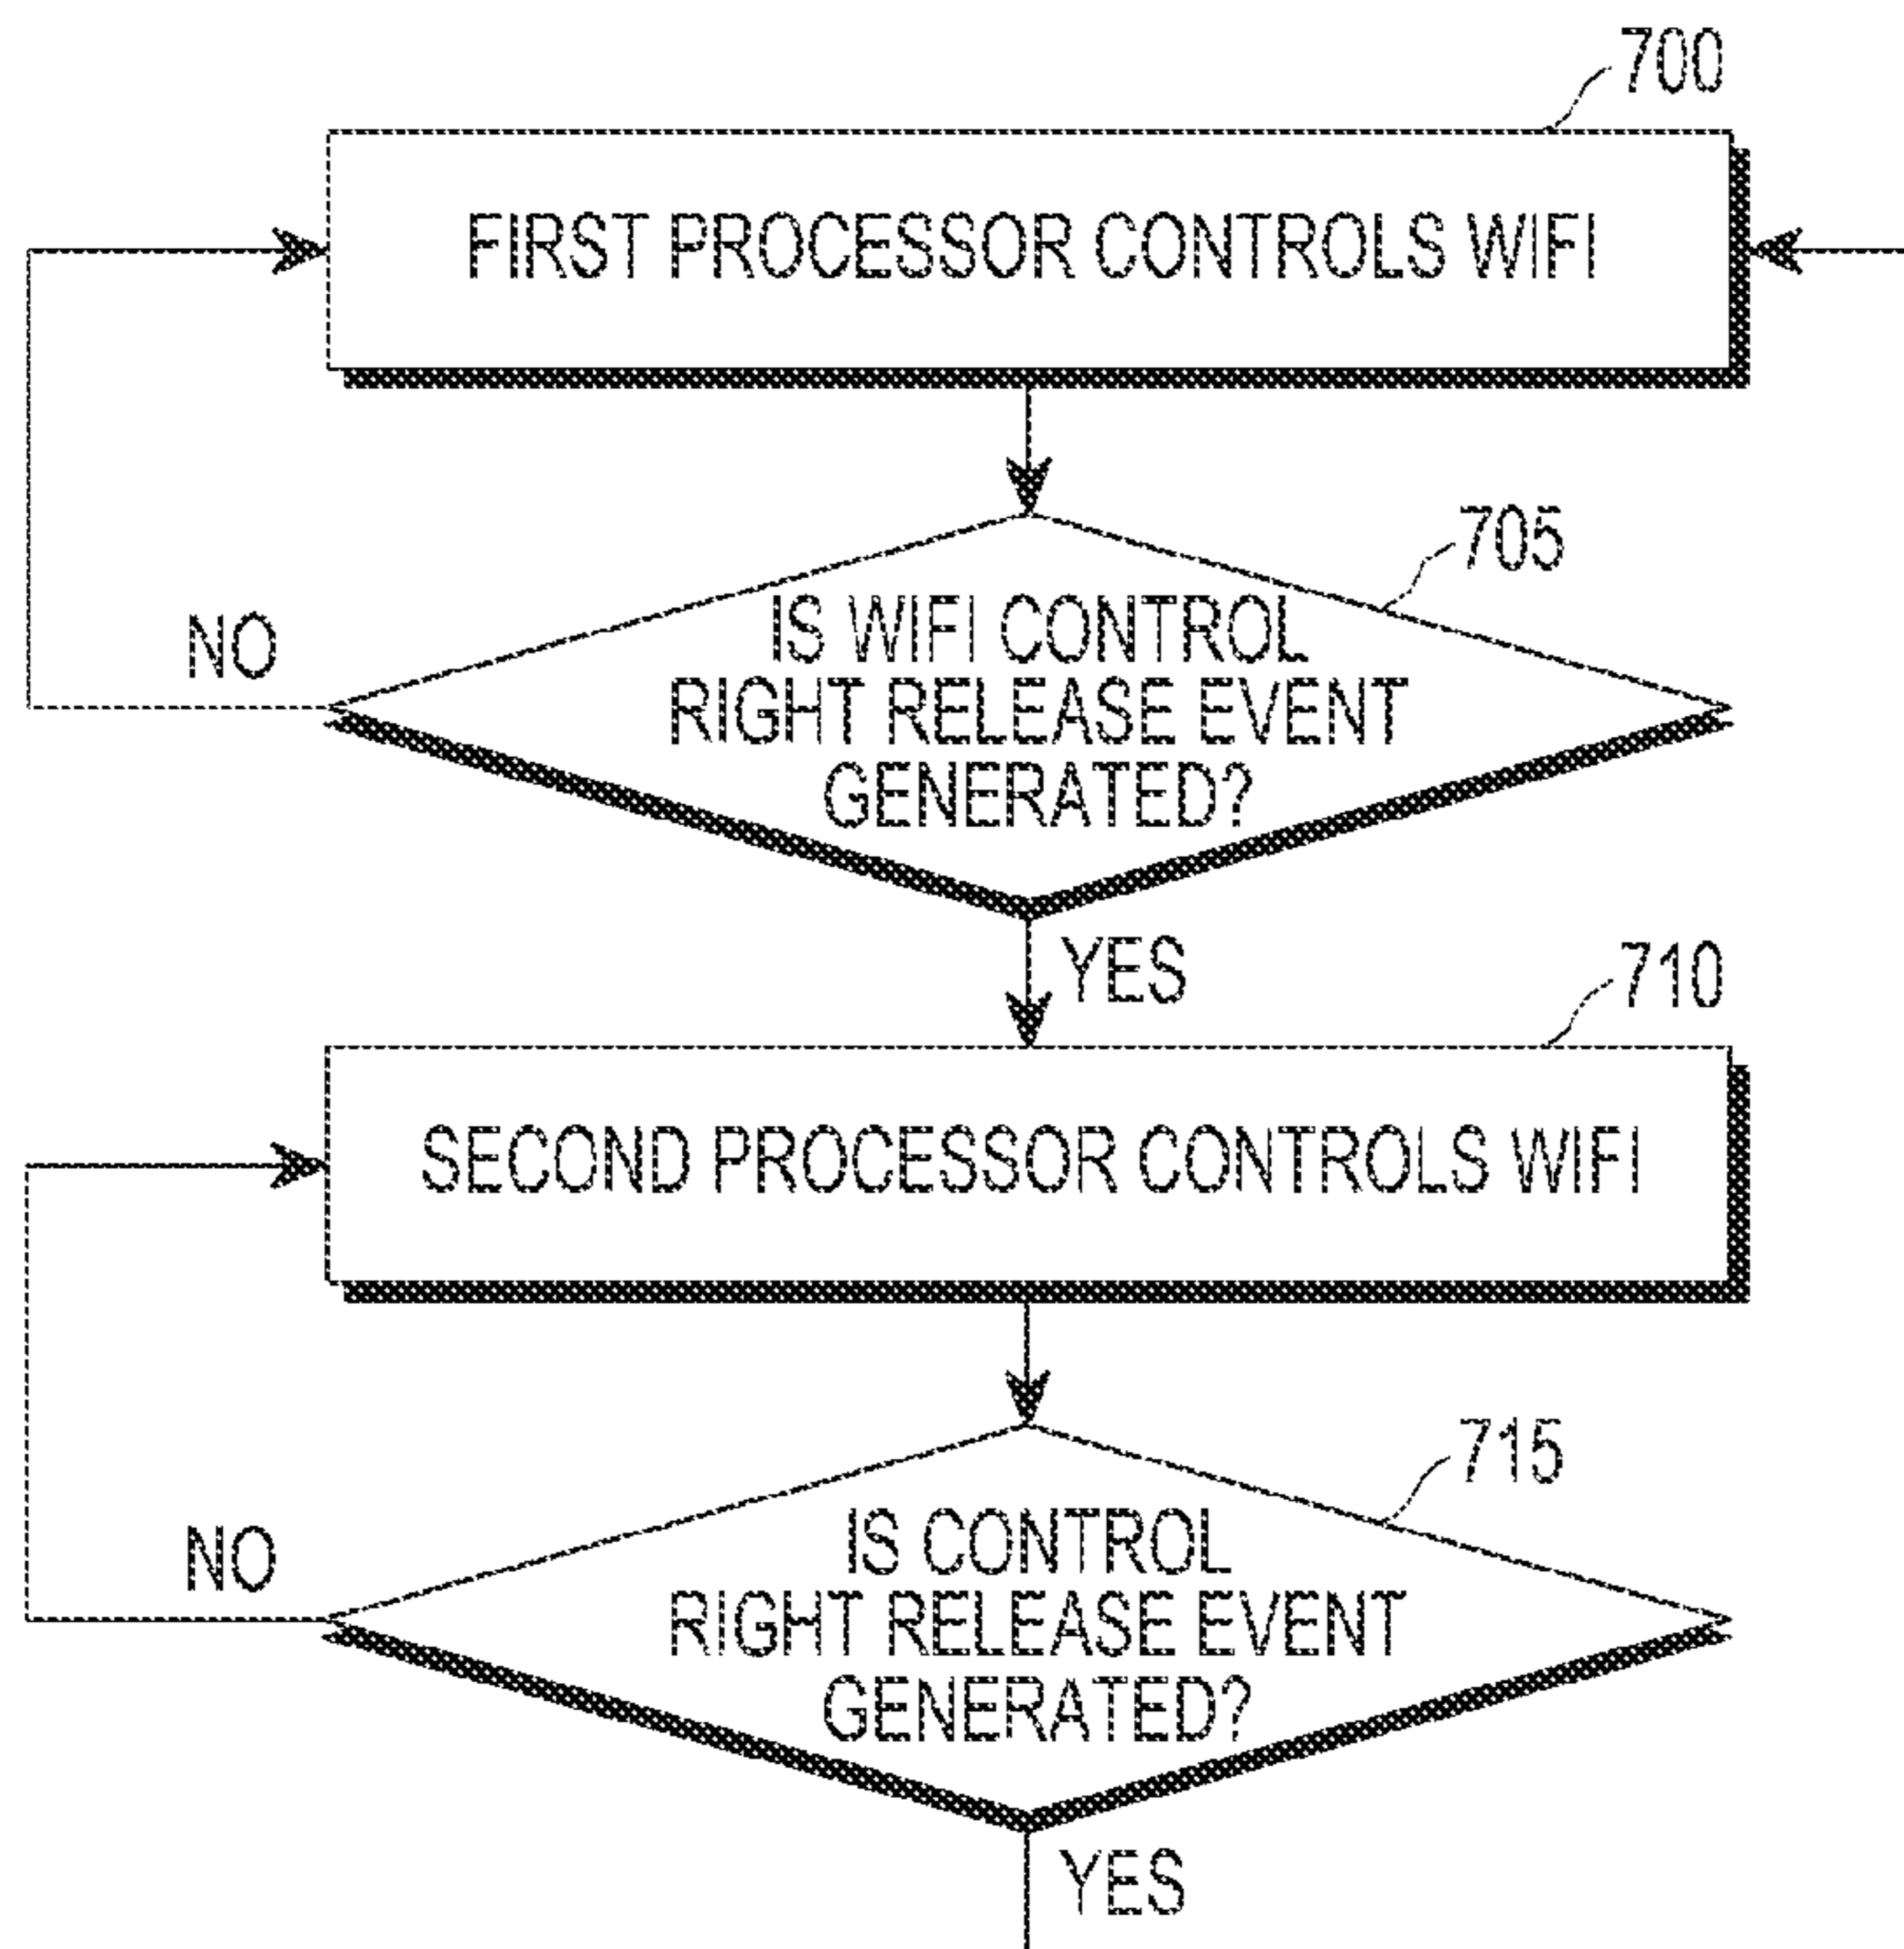 700
FIRST PROCESSOR CONTROLS WIFI
705
IS WIFI CONTROL
RIGHT RELEASE EVENT
GENERATED?
NO
YES
710
SECOND PROCESSOR CONTROLS WIFI
715
IS CONTROL
RIGHT RELEASE EVENT
GENERATED?
NO
YES